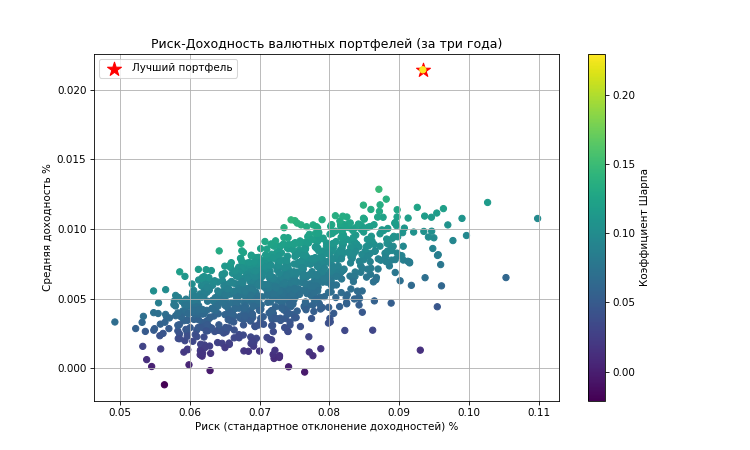 Риск-Доходность валютных портфелей (за три года)
Лучший портфель
Средняя доходность %
0.020
0.015
0.010
0.005
0.000
0.05 0.06 0.07 0.08 0.09 0.10 0.11
Риск (стандартное отклонение доходностей) %
0.20
0.15
0.10
0.05
0.00
Коэффициент Шарпа